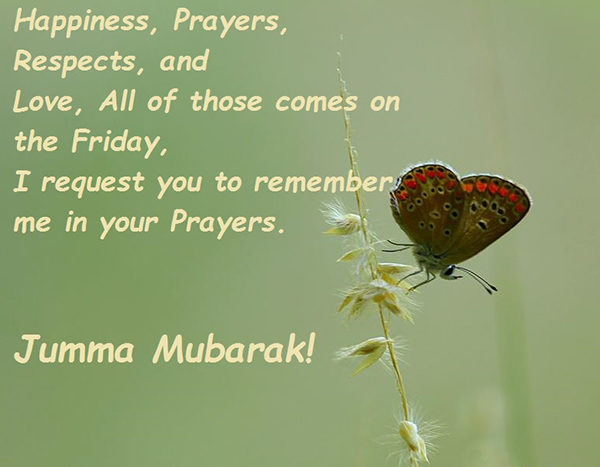 Happiness, Prayers,
Respects, and
Love, All of those comes on
the Friday,
I request you to remember
me in your Prayers.
Jumma Mubarak!